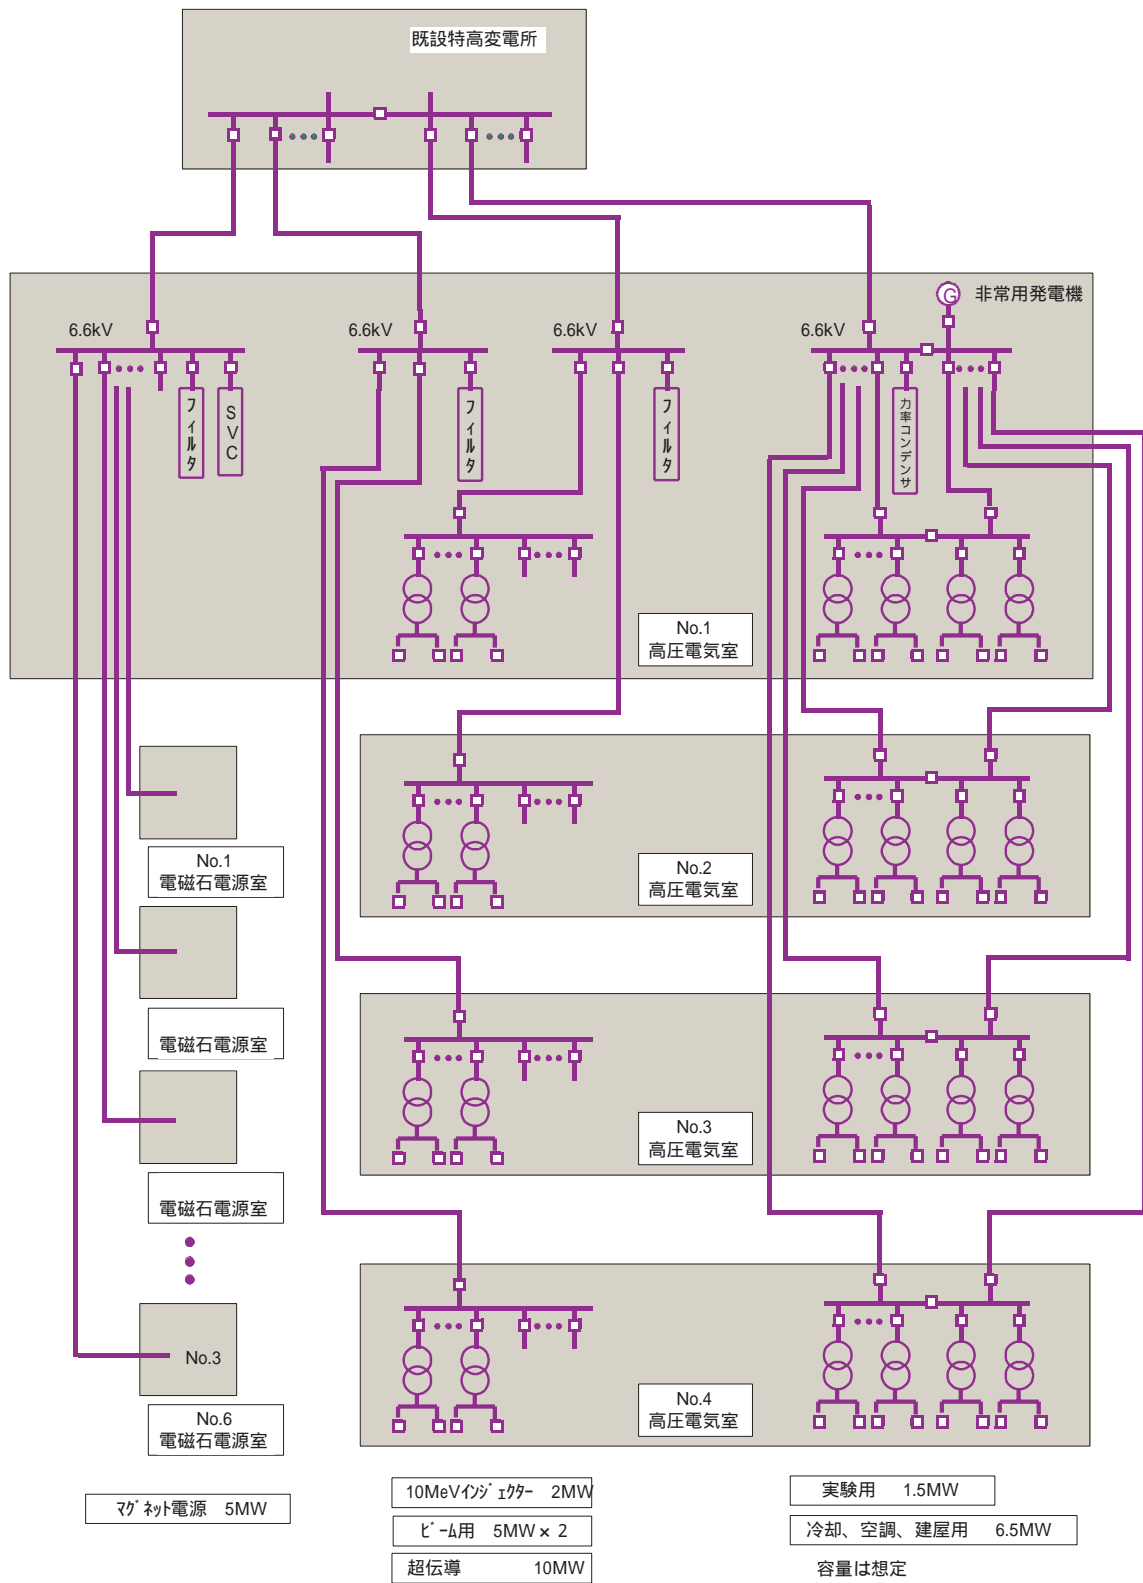 既設特高変電所
G 非常用発電機
6.6kV
6.6kV
6.6kV
6.6kV
フィルタ
SVC
フィルタ
フィルタ
力率コンデンサ
No.1
高圧電気室
No.1
電磁石電源室
No.2
高圧電気室
電磁石電源室
No.3
高圧電気室
電磁石電源室
No.3
No.6
電磁石電源室
No.4
高圧電気室
マグネット電源 5MW
10MeVインジェクター 2MW
ビーム用 5MW×2
超伝導 10MW
実験用 1.5MW
冷却、空調、建屋用 6.5MW
容量は想定